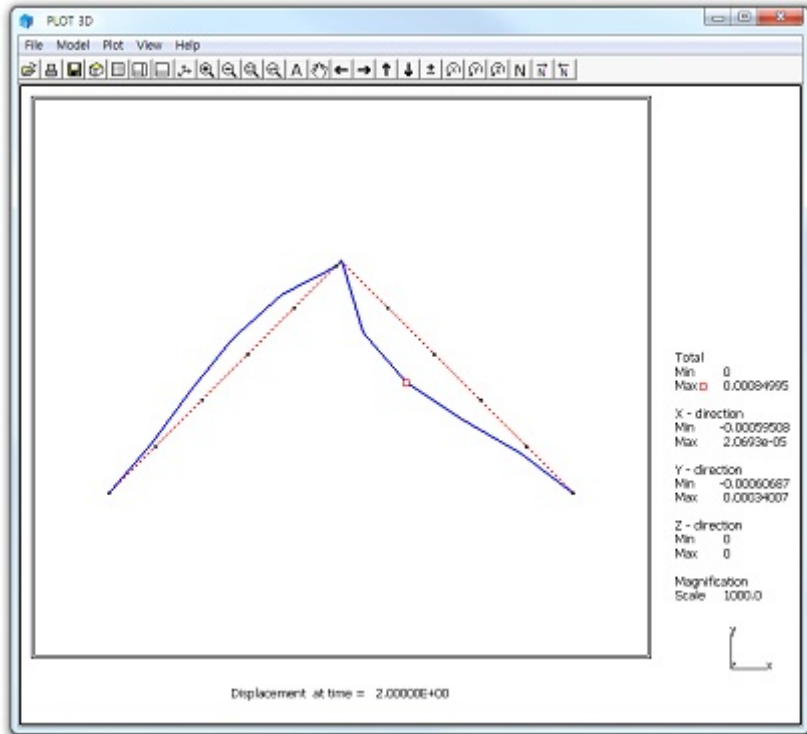 PLOT 3D
File Model Plot View Help
A N N N
Total
Min 0
Max 0.00084995
X - direction
Min -0.00059508
Max 2.0693e-05
Y - direction
Min -0.00060687
Max 0.00034007
Z - direction
Min 0
Max 0
Magnification
Scale 1000.0
y
x
Displacement at time = 2.00000E+00